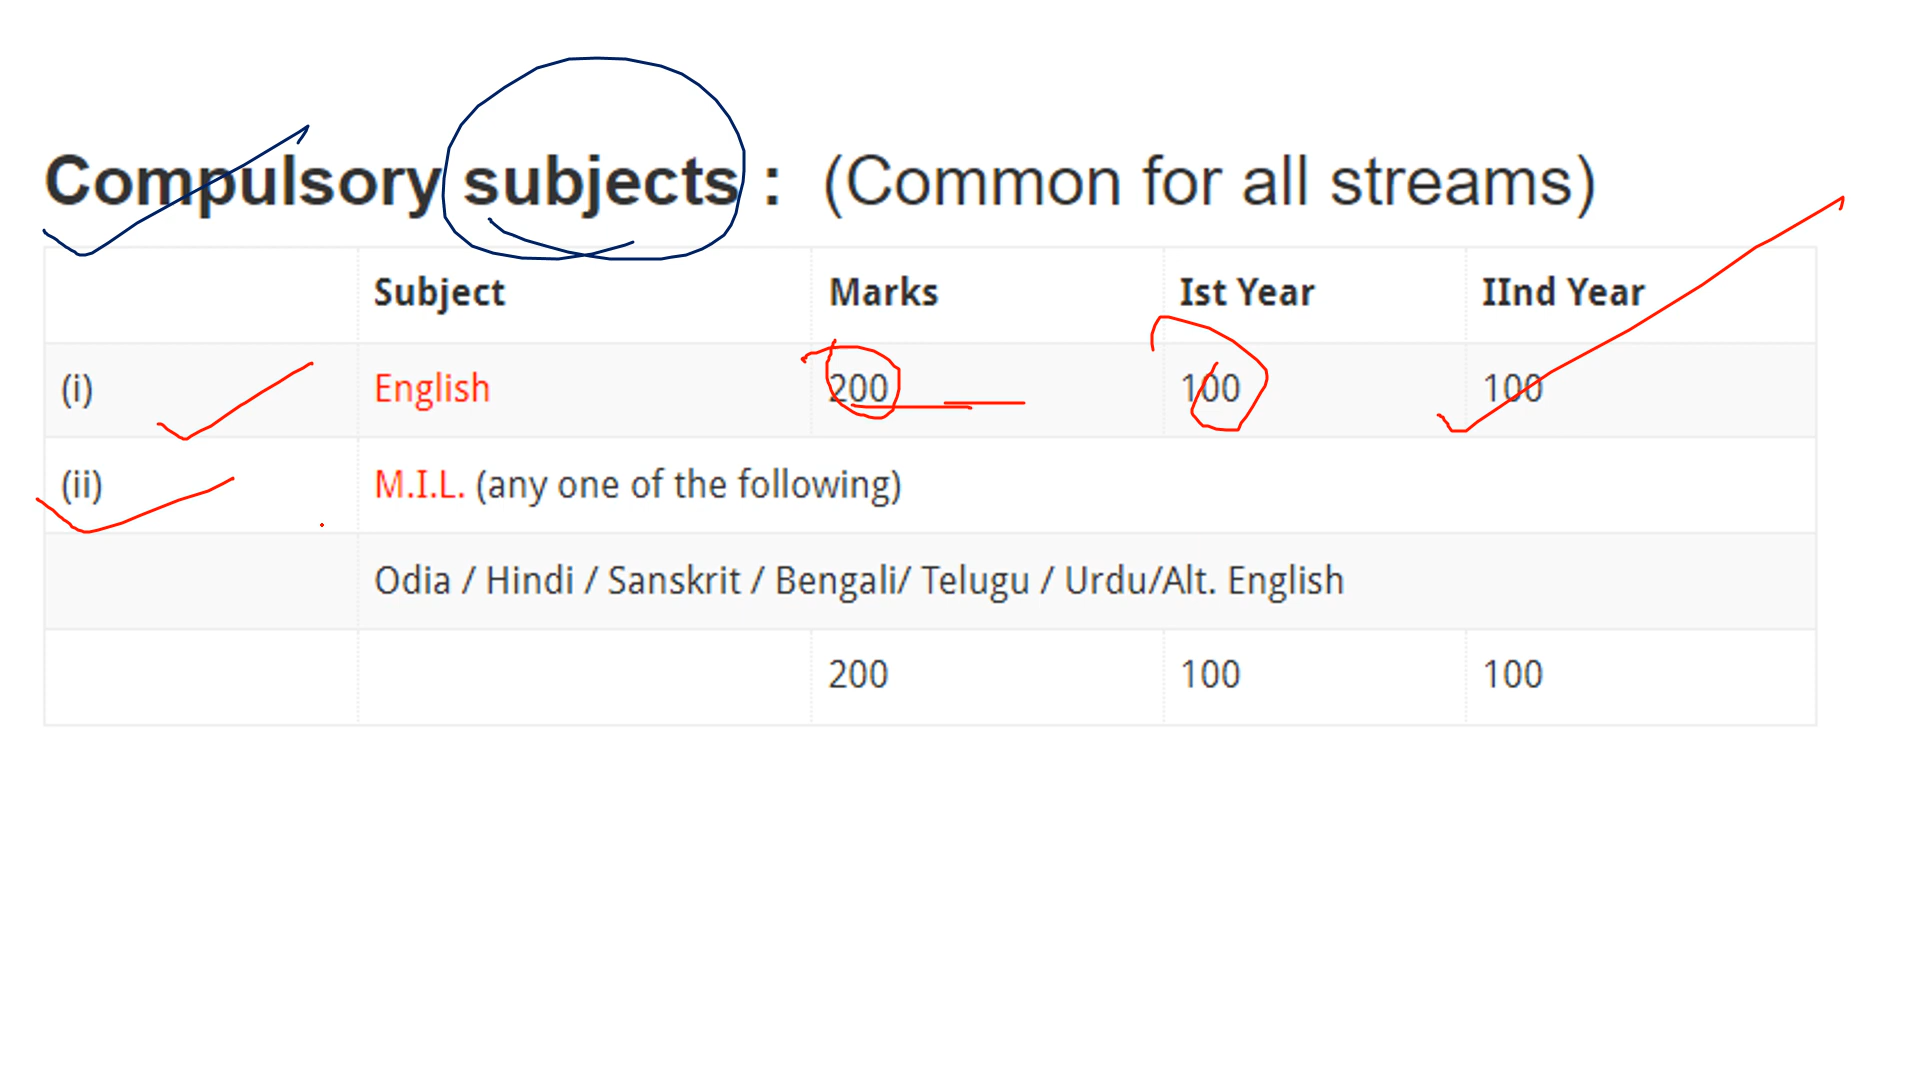 Compulsory subjects : (Common for all streams)
Subject Marks Ist Year IInd Year
(i) English 200 100 100
(ii) M.I.L. (any one of the following)
Odia / Hindi / Sanskrit / Bengali/ Telugu / Urdu/Alt. English
200 100 100